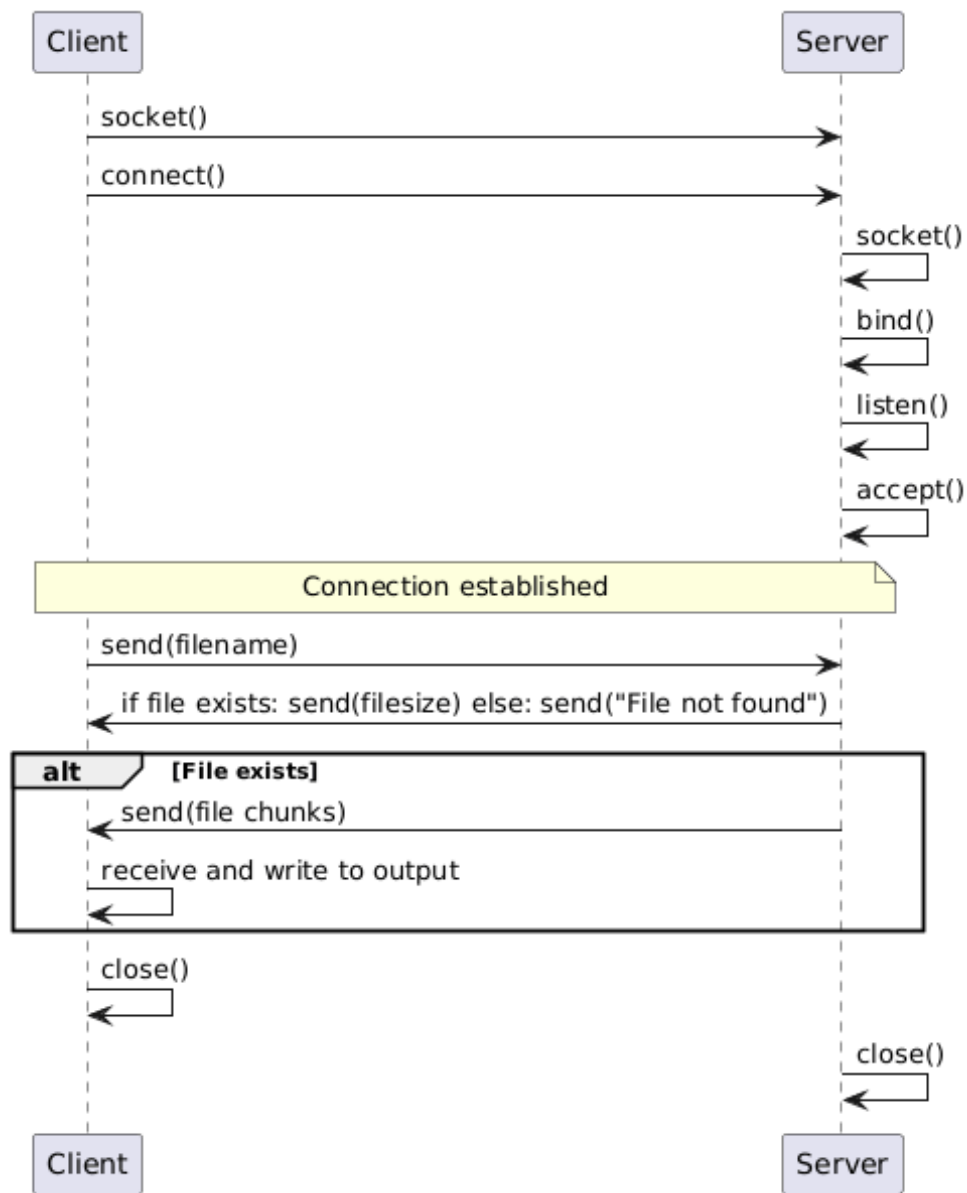 Client Server
socket()
connect()
socket()
bind()
listen()
accept()
Connection established
send(filename)
if file exists: send(filesize) else: send("File not found")
alt [File exists]
send(file chunks)
receive and write to output
close()
close()
Client Server